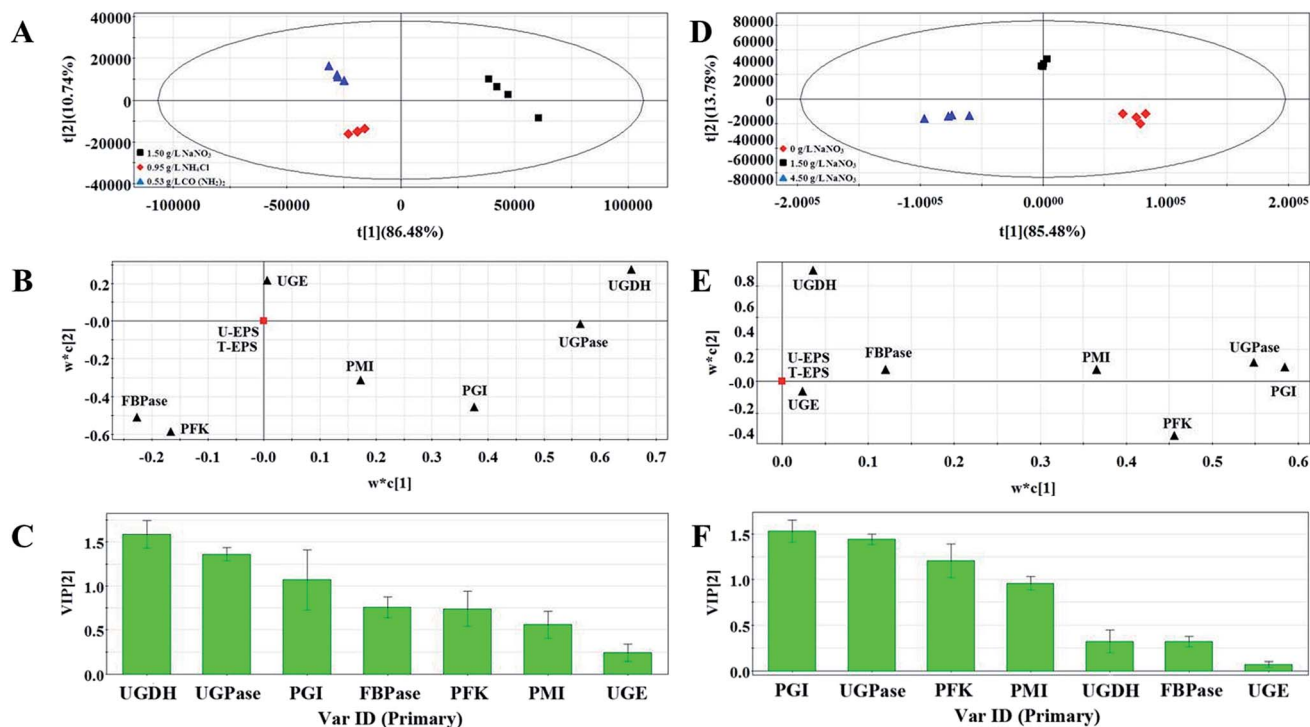 A
t[2](10.74%)
40000
20000
0
-20000
-40000
1.50 g/L NaNO₃
0.95 g/L NH₄Cl
0.53 g/L CO (NH₂)₂
-100000 -50000 0 50000 100000
t[1](86.48%)
D
t[2](13.78%)
80000
60000
40000
20000
0
-20000
-40000
-60000
-80000
0 g/L NaNO₃
1.50 g/L NaNO₃
4.50 g/L NaNO₃
-2.0005 -1.0005 0.0000 1.0005 2.0005
t[1](85.48%)
B
w*c[2]
0.2
-0.0
-0.2
-0.4
-0.6
UGE
UGDH
U-EPS
T-EPS
UGPase
PMI
PGI
FBPase
PFK
-0.2 -0.1 -0.0 0.1 0.2 0.3 0.4 0.5 0.6 0.7
w*c[1]
E
w*c[2]
0.8
0.6
0.4
0.2
-0.0
-0.2
-0.4
UGDH
U-EPS
T-EPS
FBPase
PMI
UGPase
PGI
UGE
PFK
0.0 0.1 0.2 0.3 0.4 0.5 0.6
w*c[1]
C
VIP[2]
1.5
1.0
0.5
0.0
UGDH UGPase PGI FBPase PFK PMI UGE
Var ID (Primary)
F
VIP[2]
1.5
1.0
0.5
0.0
PGI UGPase PFK PMI UGDH FBPase UGE
Var ID (Primary)